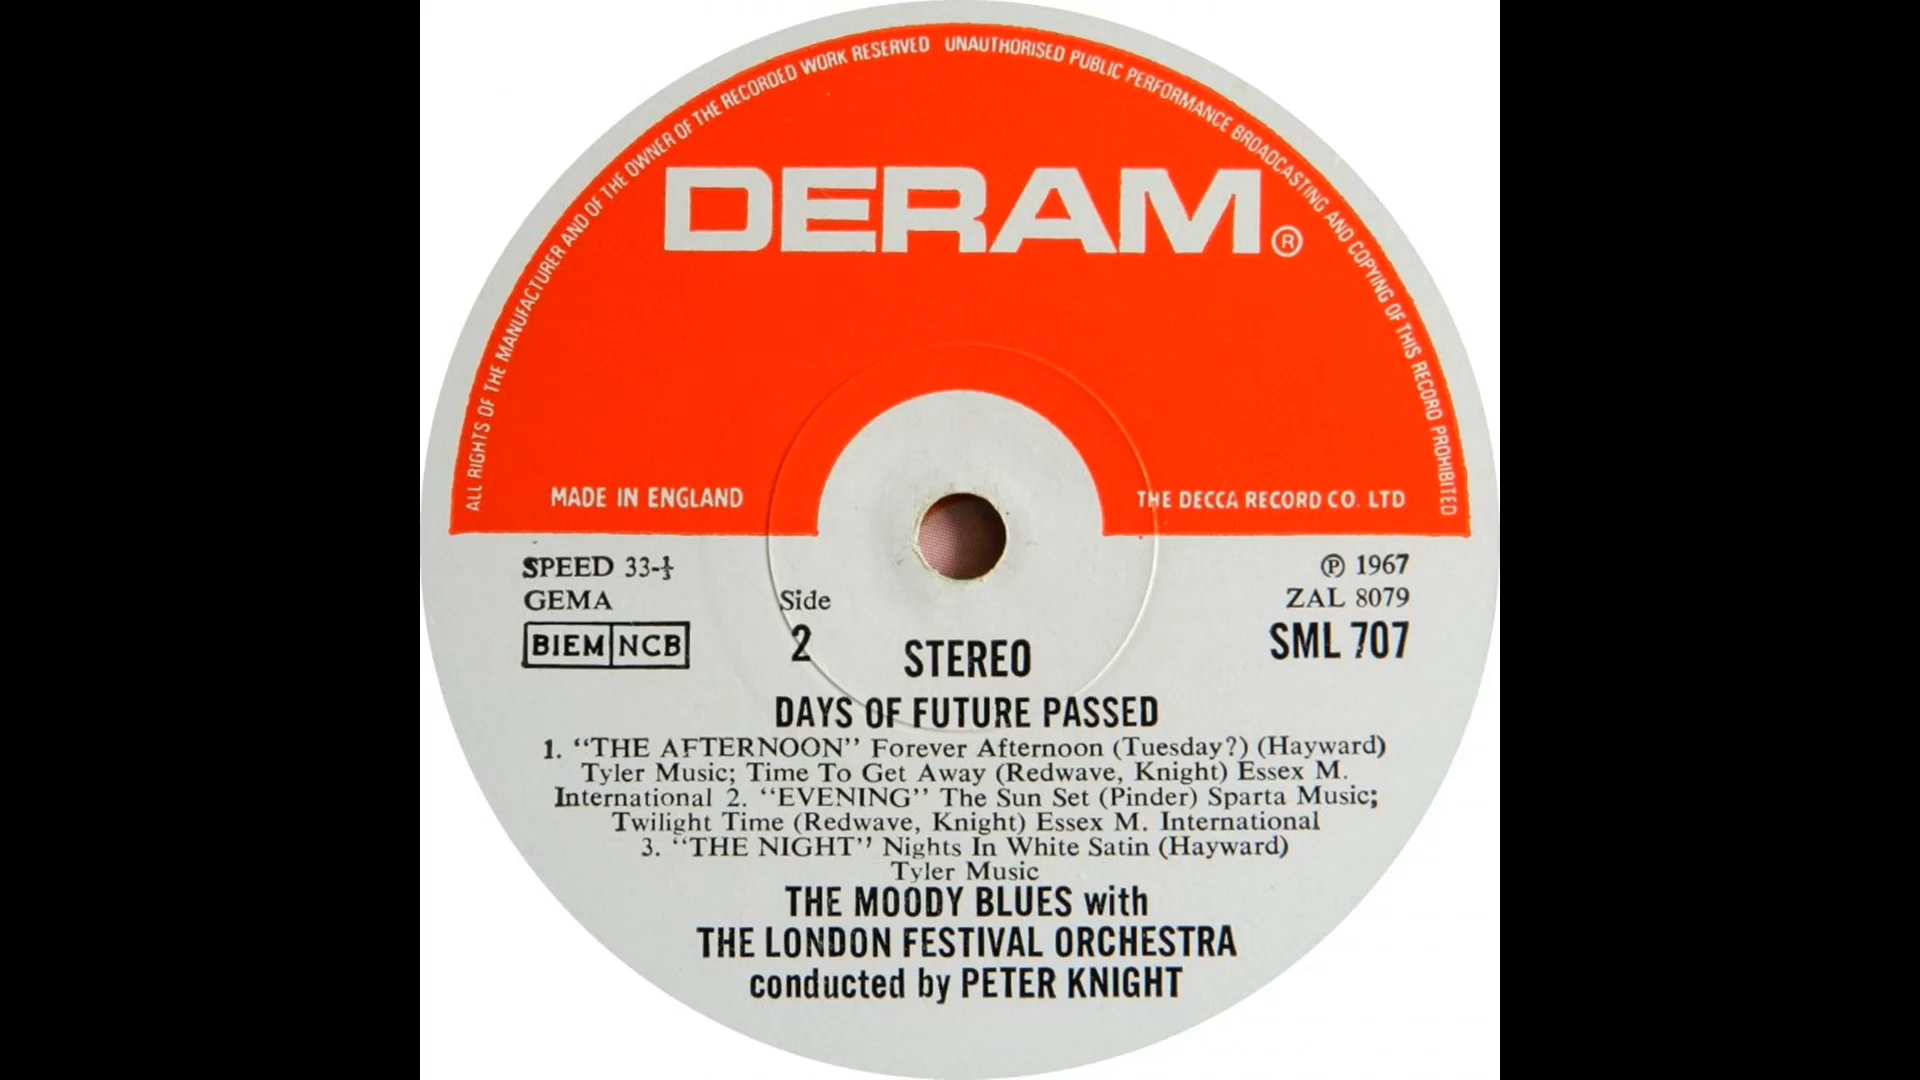 ALL RIGHTS OF THE MANUFACTURER AND OF THE OWNER OF THE RECORDED WORK RESERVED UNAUTHORISED PUBLIC PERFORMANCE BROADCASTING AND COPYING OF THIS RECORD PROHIBITED
DERAM®
MADE IN ENGLAND
THE DECCA RECORD CO. LTD
SPEED 33-⅓
GEMA
BIEM NCB
Side
2
STEREO
℗ 1967
ZAL 8079
SML 707
DAYS OF FUTURE PASSED
1. "THE AFTERNOON" Forever Afternoon (Tuesday?) (Hayward)
Tyler Music; Time To Get Away (Redwave, Knight) Essex M.
International 2. "EVENING" The Sun Set (Pinder) Sparta Music;
Twilight Time (Redwave, Knight) Essex M. International
3. "THE NIGHT" Nights In White Satin (Hayward)
Tyler Music
THE MOODY BLUES with
THE LONDON FESTIVAL ORCHESTRA
conducted by PETER KNIGHT